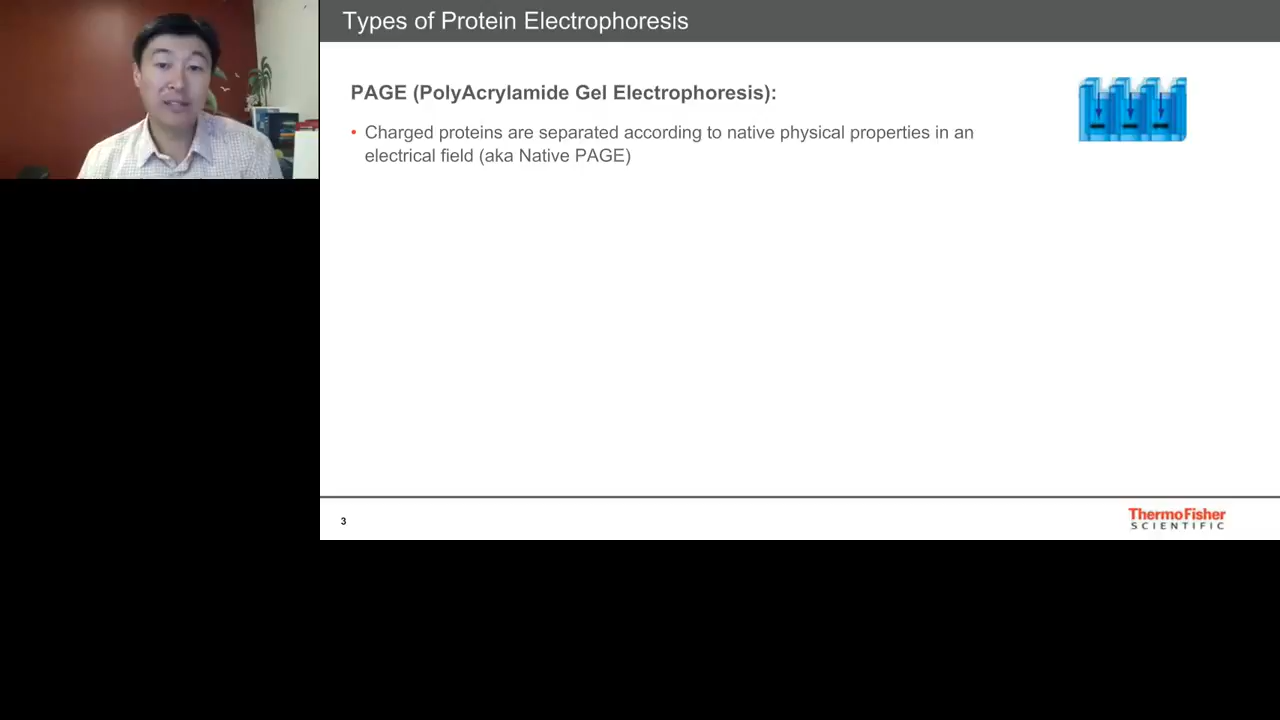 Types of Protein Electrophoresis
PAGE (PolyAcrylamide Gel Electrophoresis):
• Charged proteins are separated according to native physical properties in an
electrical field (aka Native PAGE)
3
ThermoFisher
SCIENTIFIC